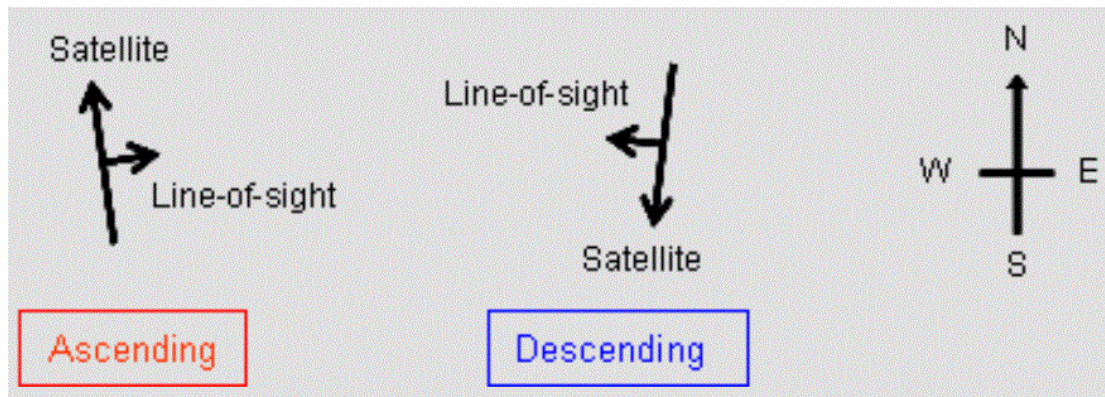 Satellite
Line-of-sight
Ascending
Line-of-sight
Satellite
Descending
N
W E
S